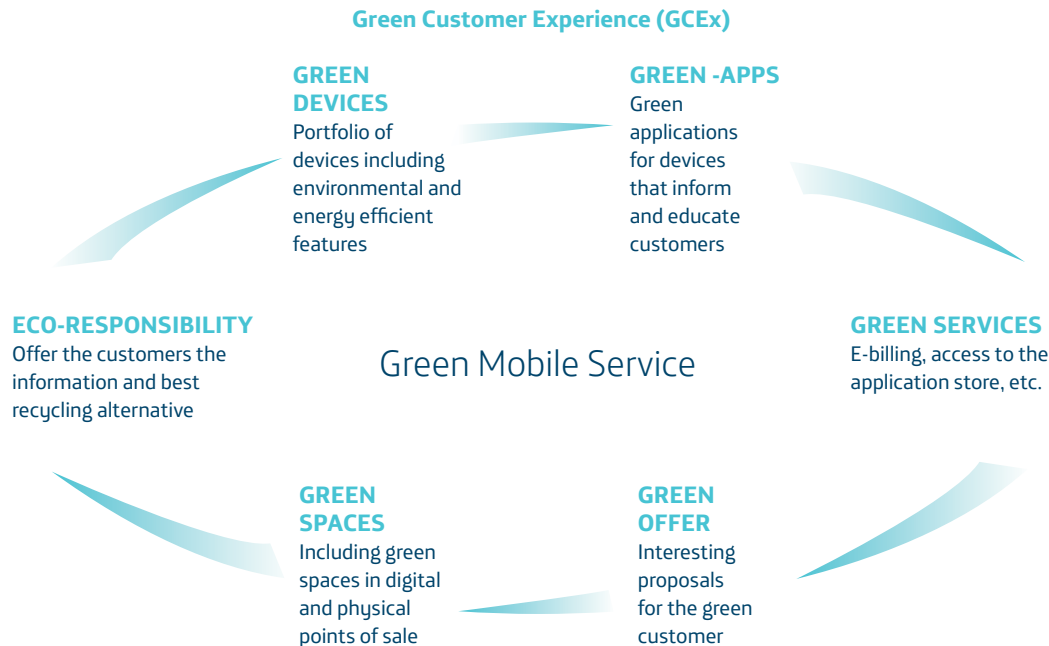 Green Customer Experience (GCEx)
GREEN
DEVICES
Portfolio of
devices including
environmental and
energy efficient
features
GREEN -APPS
Green
applications
for devices
that inform
and educate
customers
ECO-RESPONSIBILITY
Offer the customers the
information and best
recycling alternative
Green Mobile Service
GREEN SERVICES
E-billing, access to the
application store, etc.
GREEN
SPACES
Including green
spaces in digital
and physical
points of sale
GREEN
OFFER
Interesting
proposals
for the green
customer